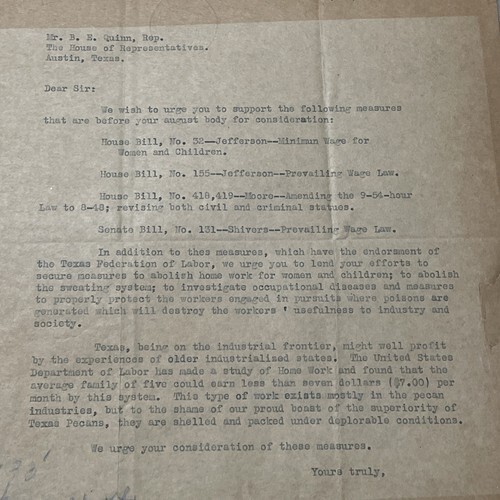 Mr. B. E. Quinn, Rep.
The House of Representatives.
Austin, Texas.
Dear Sir:
We wish to urge you to support the following measures
that are before your august body for consideration:
House Bill, No. 32--Jefferson--Minimun Wage for
Women and Children.
House Bill, No. 155--Jefferson--Prevailing Wage Law.
House Bill, No. 418,419--Moore--Amending the 9-54-hour
Law to 8-48; revising both civil and criminal statues.
Senate Bill, No. 131--Shivers--Prevailing Wage Law.
In addition to thes measures, which have the endorsment of
the Texas Federation of Labor, we urge you to lend your efforts to
secure measures to abolish home work for women and children; to abolish
the sweating system; to investigate occupational diseases and measures
to properly protect the workers engaged in pursuits where poisons are
generated which will destroy the workers ' usefulness to industry and
society.
Texas, being on the industrial frontier, might well profit
by the experiences of older industrialized states. The United States
Department of Labor has made a study of Home Work and found that the
average family of five could earn less than seven dollars ($7.00) per
month by this system. This type of work exists mostly in the pecan
industries, but to the shame of our proud boast of the superiority of
Texas Pecans, they are shelled and packed under deplorable conditions.
We urge your consideration of these measures.
Yours truly,